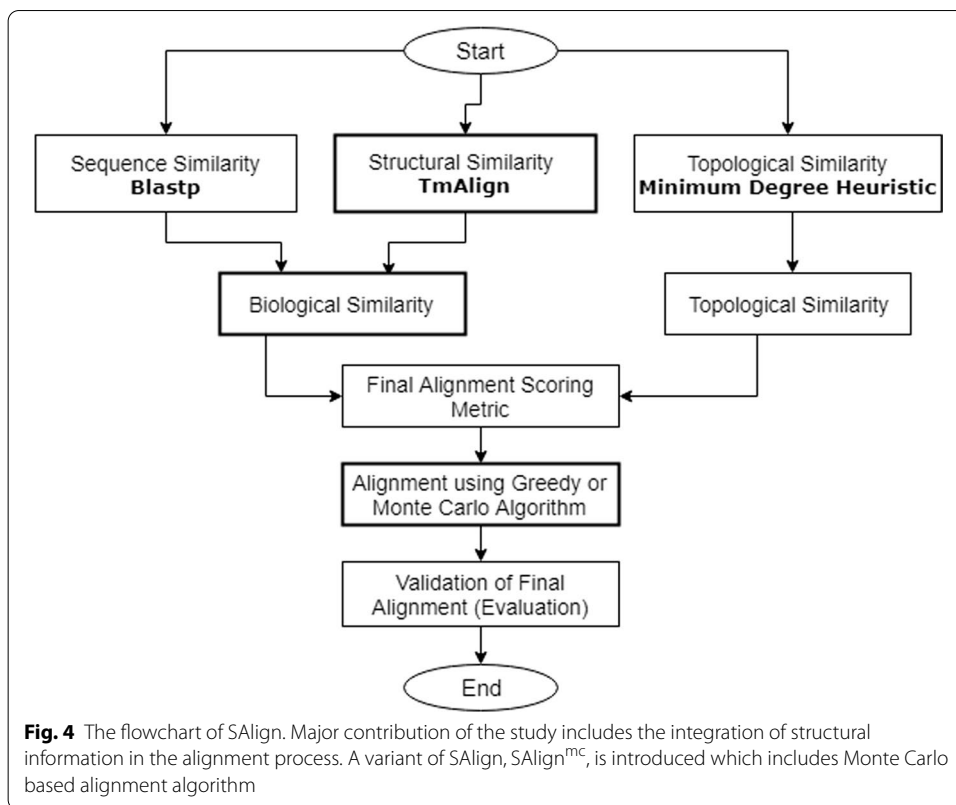 Start
Sequence Similarity
Blastp
Structural Similarity
TmAlign
Topological Similarity
Minimum Degree Heuristic
Biological Similarity
Topological Similarity
Final Alignment Scoring
Metric
Alignment using Greedy or
Monte Carlo Algorithm
Validation of Final
Alignment (Evaluation)
End
Fig. 4 The flowchart of SAlign. Major contribution of the study includes the integration of structural
information in the alignment process. A variant of SAlign, SAlign^mc, is introduced which includes Monte Carlo
based alignment algorithm